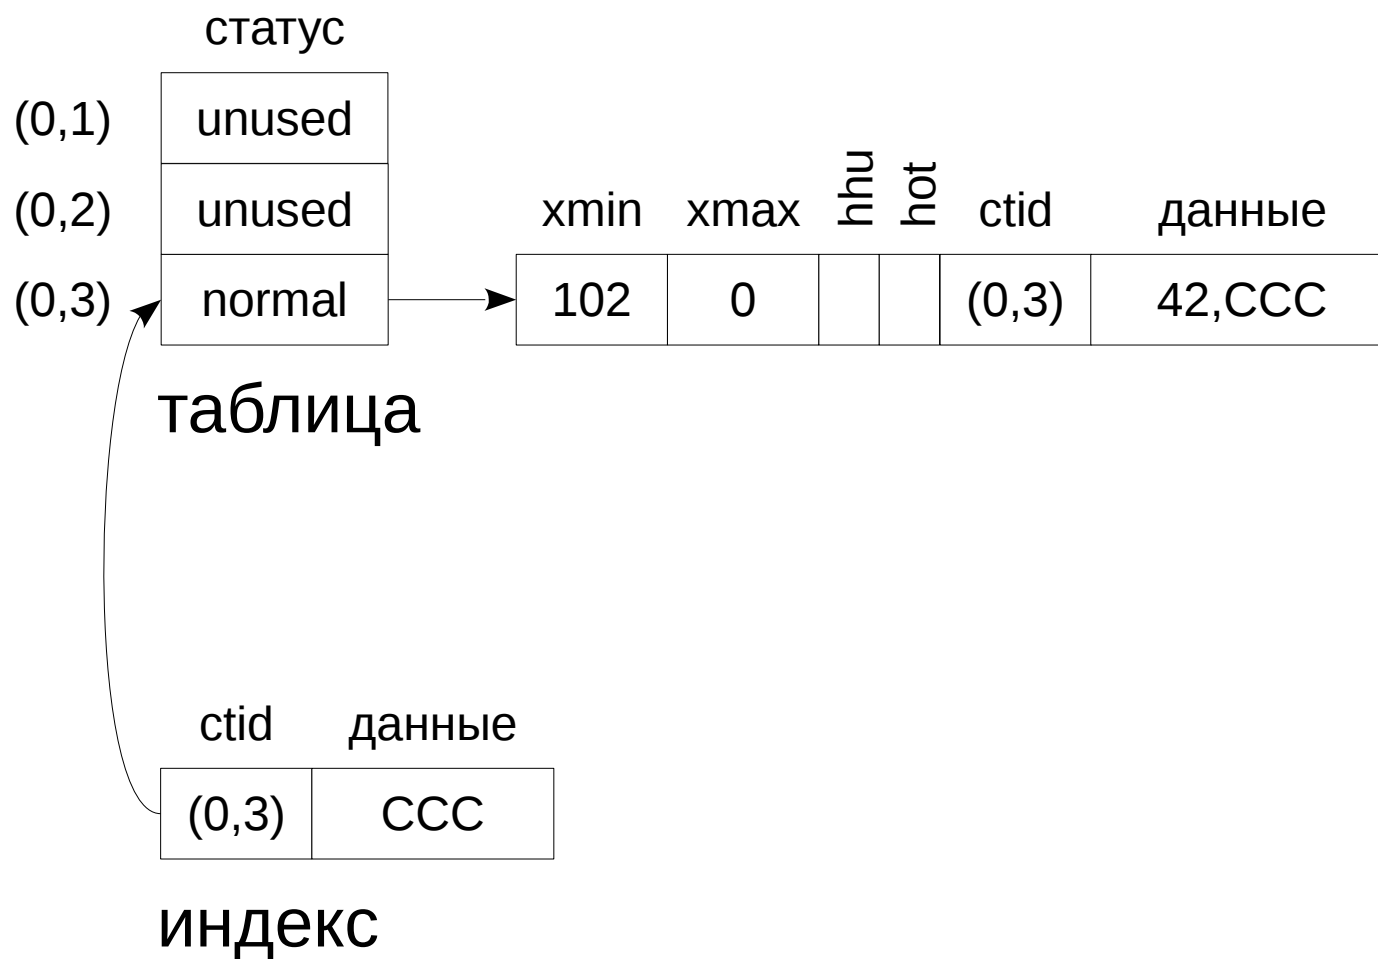 статус
(0,1) unused
(0,2) unused xmin xmax hhu hot ctid данные
(0,3) normal 102 0 (0,3) 42,CCC
таблица
ctid данные
(0,3) CCC
индекс